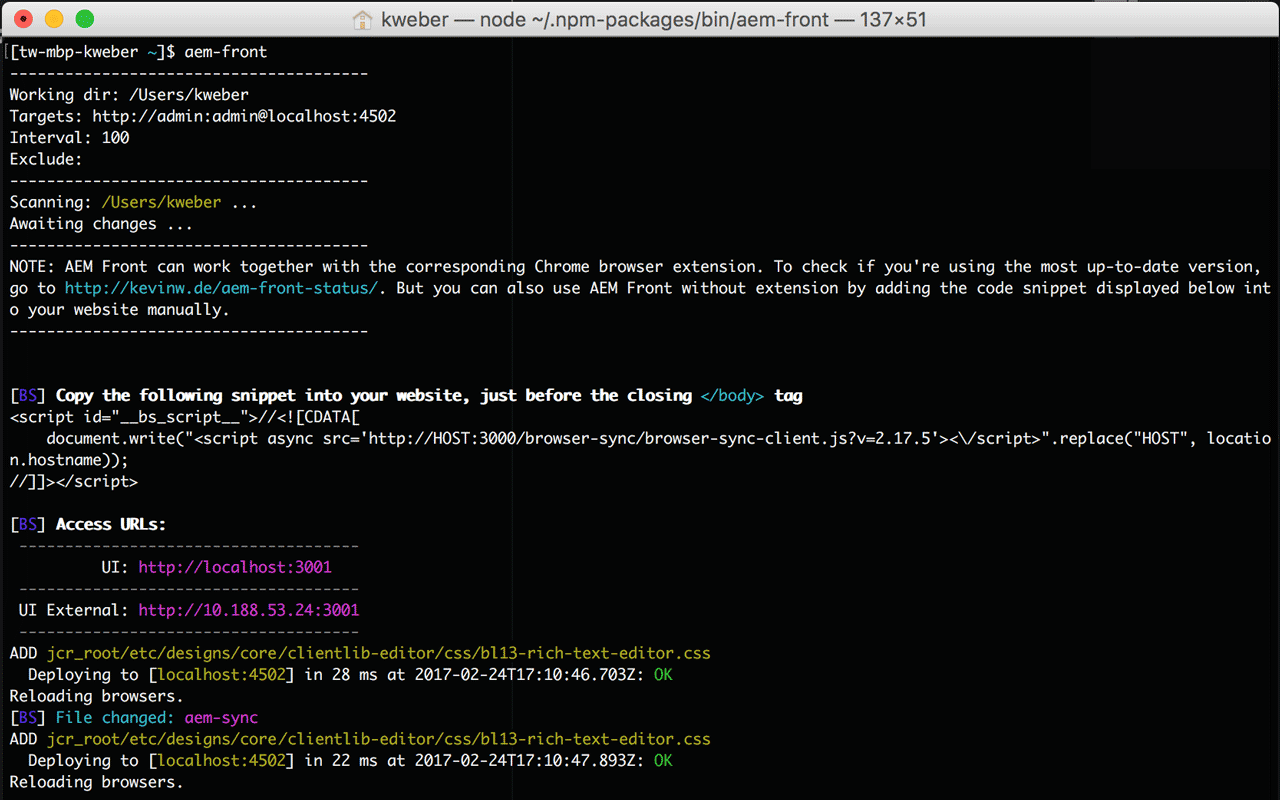 kweber — node ~/.npm-packages/bin/aem-front — 137×51
[tw-mbp-kweber ~]$ aem-front
---------------------------------------
Working dir: /Users/kweber
Targets: http://admin:admin@localhost:4502
Interval: 100
Exclude:
---------------------------------------
Scanning: /Users/kweber ...
Awaiting changes ...
---------------------------------------
NOTE: AEM Front can work together with the corresponding Chrome browser extension. To check if you're using the most up-to-date version,
go to http://kevinw.de/aem-front-status/. But you can also use AEM Front without extension by adding the code snippet displayed below int
o your website manually.
---------------------------------------
[BS] Copy the following snippet into your website, just before the closing </body> tag
<script id="__bs_script__">//<![CDATA[
    document.write("<script async src='http://HOST:3000/browser-sync/browser-sync-client.js?v=2.17.5'><\/script>".replace("HOST", locatio
n.hostname));
//]]></script>
[BS] Access URLs:
 -------------------------------------
          UI: http://localhost:3001
 -------------------------------------
 UI External: http://10.188.53.24:3001
 -------------------------------------
ADD jcr_root/etc/designs/core/clientlib-editor/css/bl13-rich-text-editor.css
  Deploying to [localhost:4502] in 28 ms at 2017-02-24T17:10:46.703Z: OK
Reloading browsers.
[BS] File changed: aem-sync
ADD jcr_root/etc/designs/core/clientlib-editor/css/bl13-rich-text-editor.css
  Deploying to [localhost:4502] in 22 ms at 2017-02-24T17:10:47.893Z: OK
Reloading browsers.